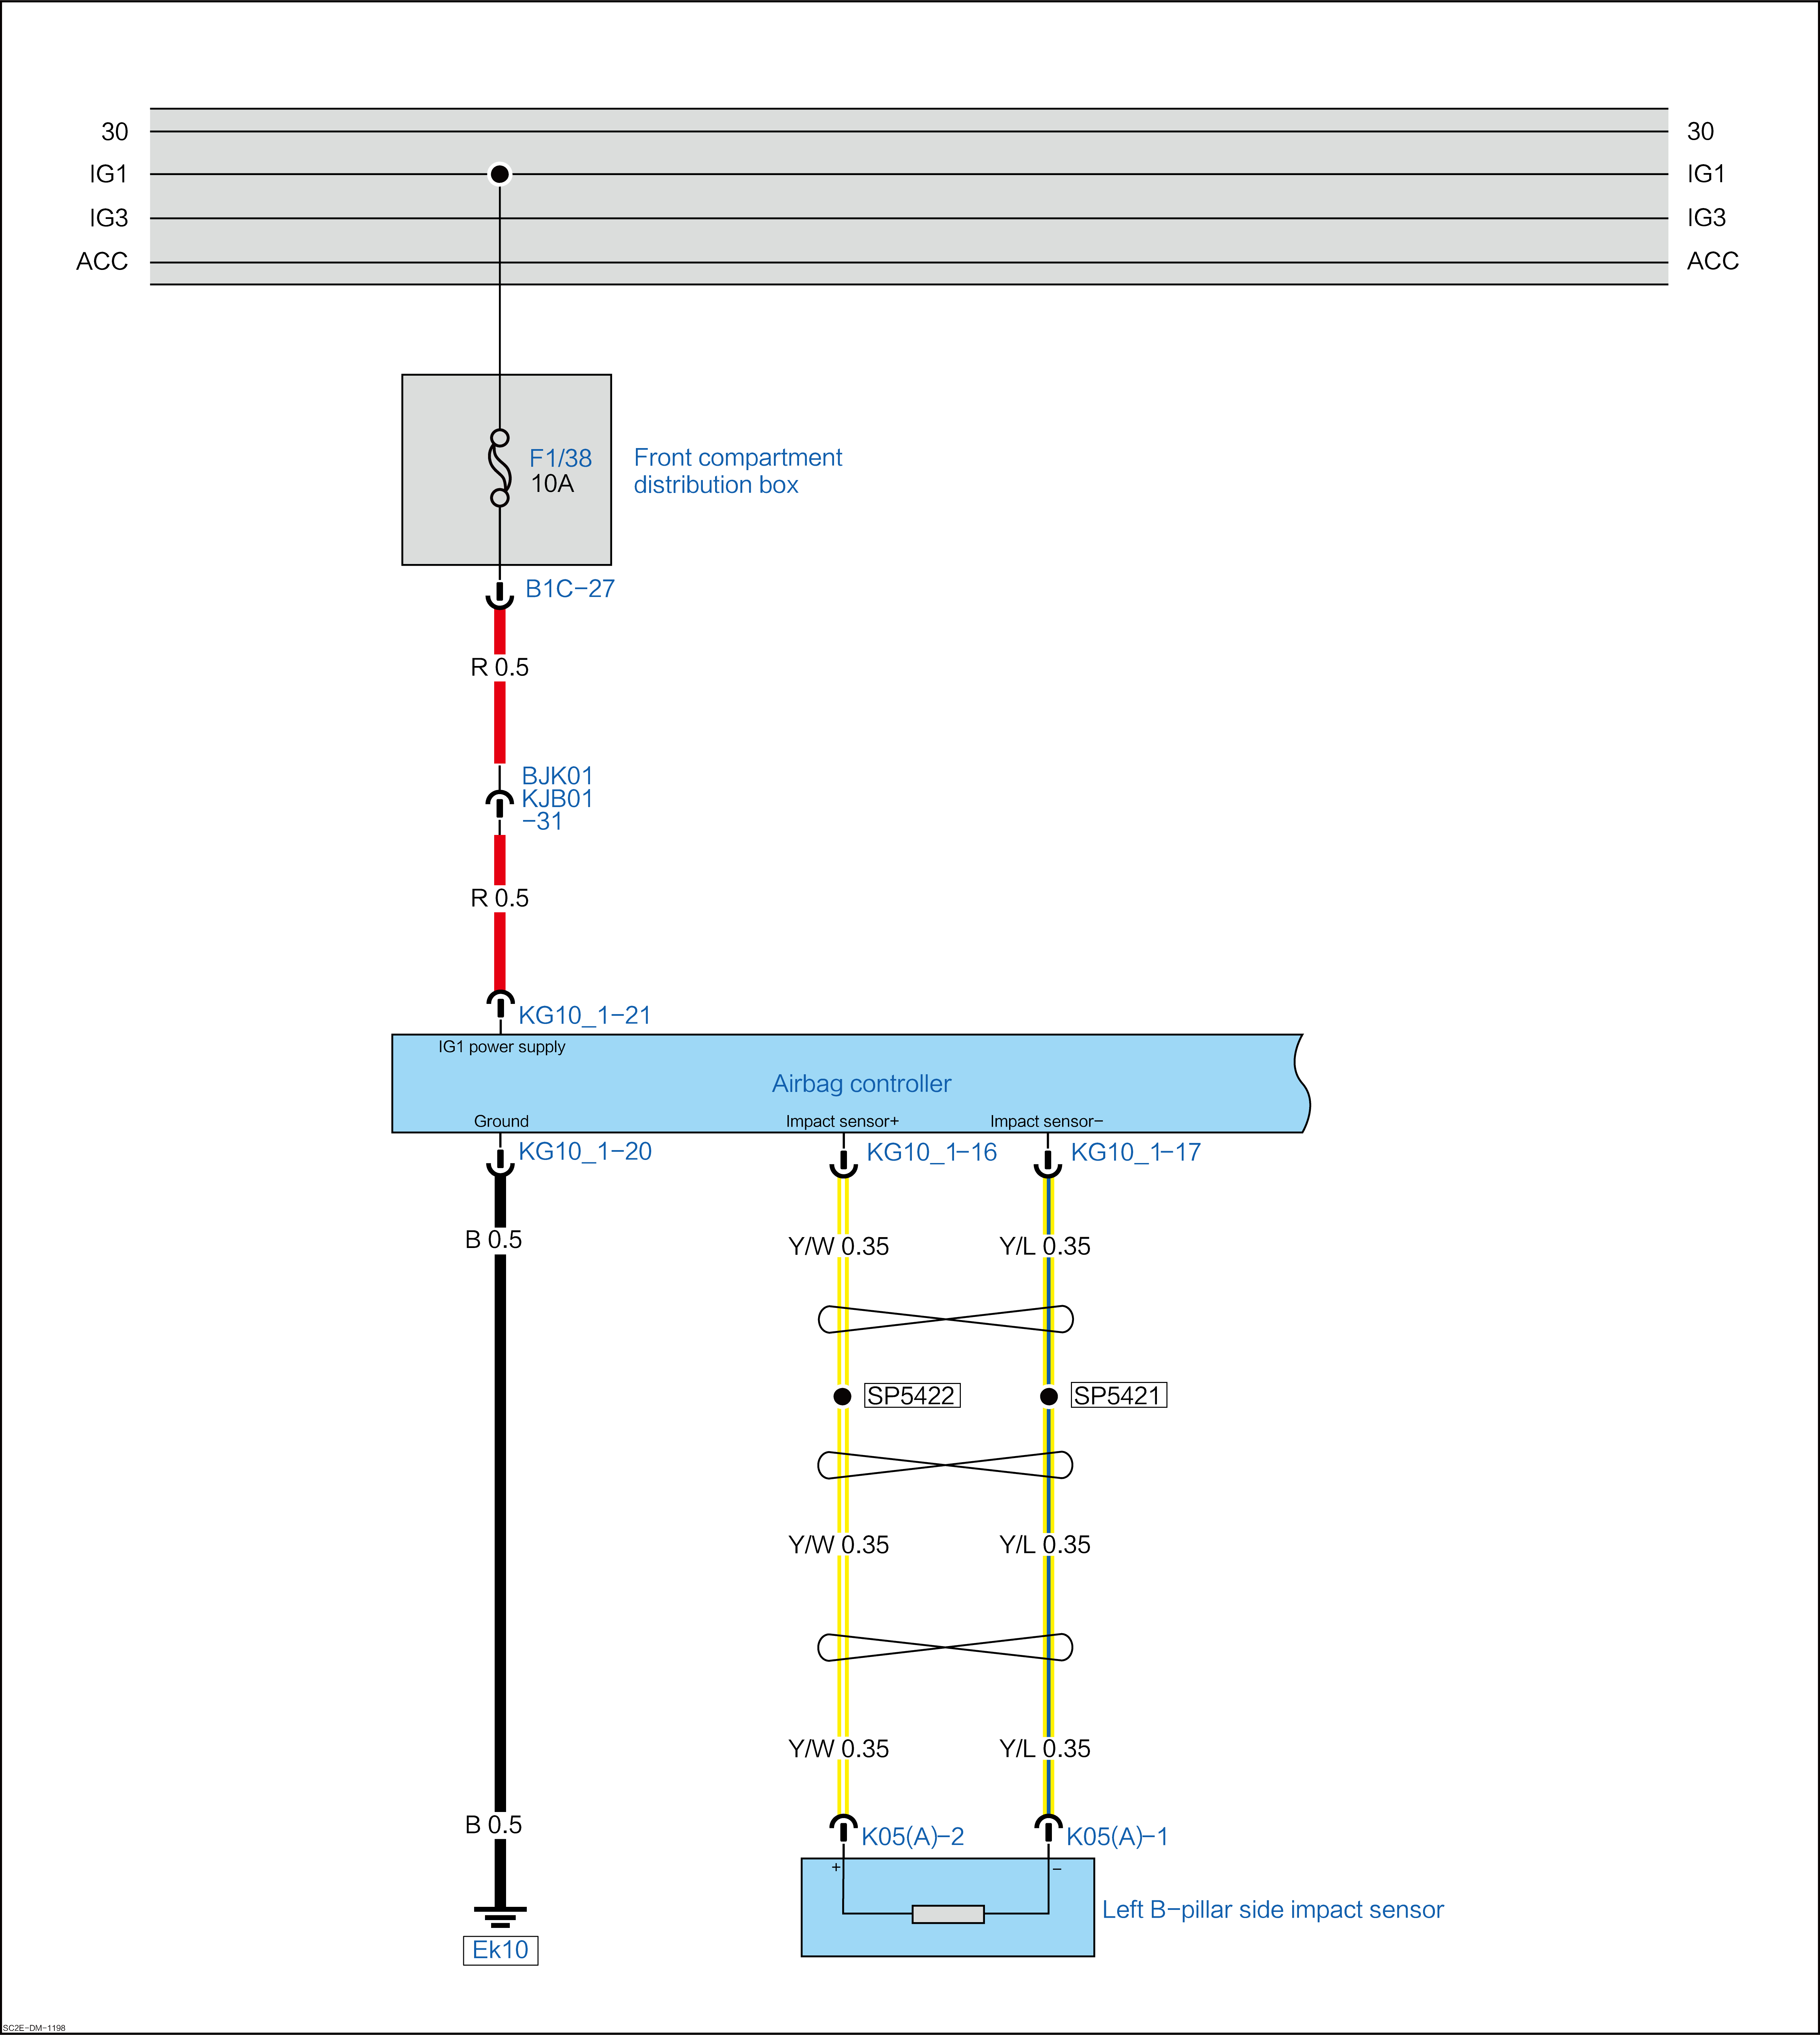 30 30
IG1 IG1
IG3 IG3
ACC ACC
F1/38
10A
Front compartment
distribution box
B1C-27
R 0.5
BJK01
KJB01
-31
R 0.5
KG10_1-21
IG1 power supply
Airbag controller
Ground Impact sensor+ Impact sensor-
KG10_1-20 KG10_1-16 KG10_1-17
B 0.5 Y/W 0.35 Y/L 0.35
SP5422 SP5421
Y/W 0.35 Y/L 0.35
Y/W 0.35 Y/L 0.35
B 0.5
K05(A)-2 K05(A)-1
+ -
Left B-pillar side impact sensor
Ek10
SC2E-DM-1198